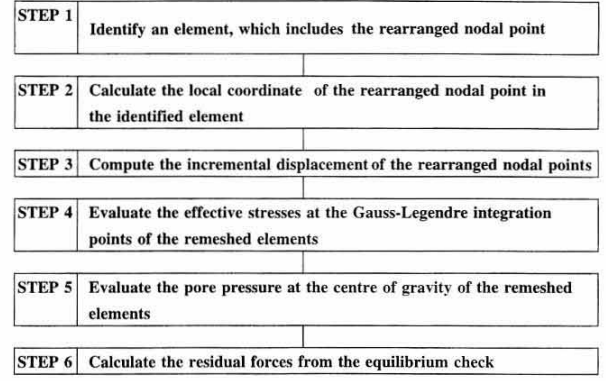 STEP 1 Identify an element, which includes the rearranged nodal point
STEP 2 Calculate the local coordinate of the rearranged nodal point in
the identified element
STEP 3 Compute the incremental displacement of the rearranged nodal points
STEP 4 Evaluate the effective stresses at the Gauss-Legendre integration
points of the remeshed elements
STEP 5 Evaluate the pore pressure at the centre of gravity of the remeshed
elements
STEP 6 Calculate the residual forces from the equilibrium check